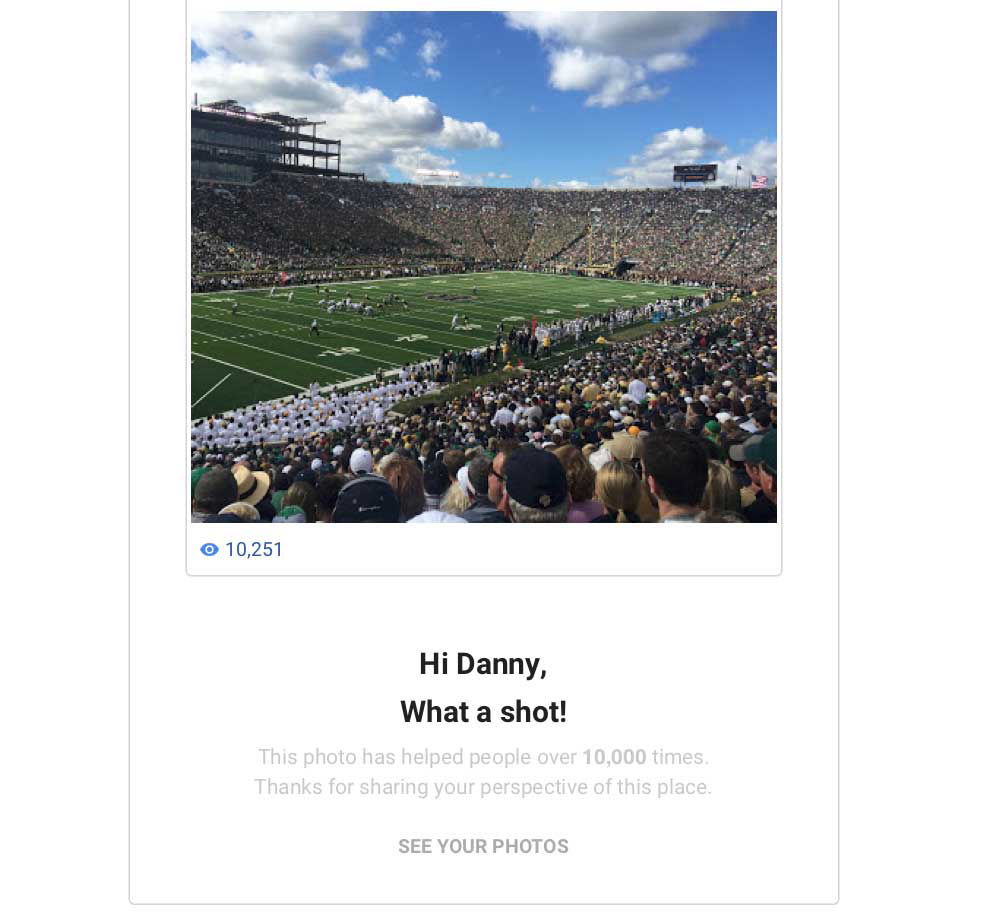 10,251
Hi Danny,
What a shot!
This photo has helped people over 10,000 times.
Thanks for sharing your perspective of this place.
SEE YOUR PHOTOS